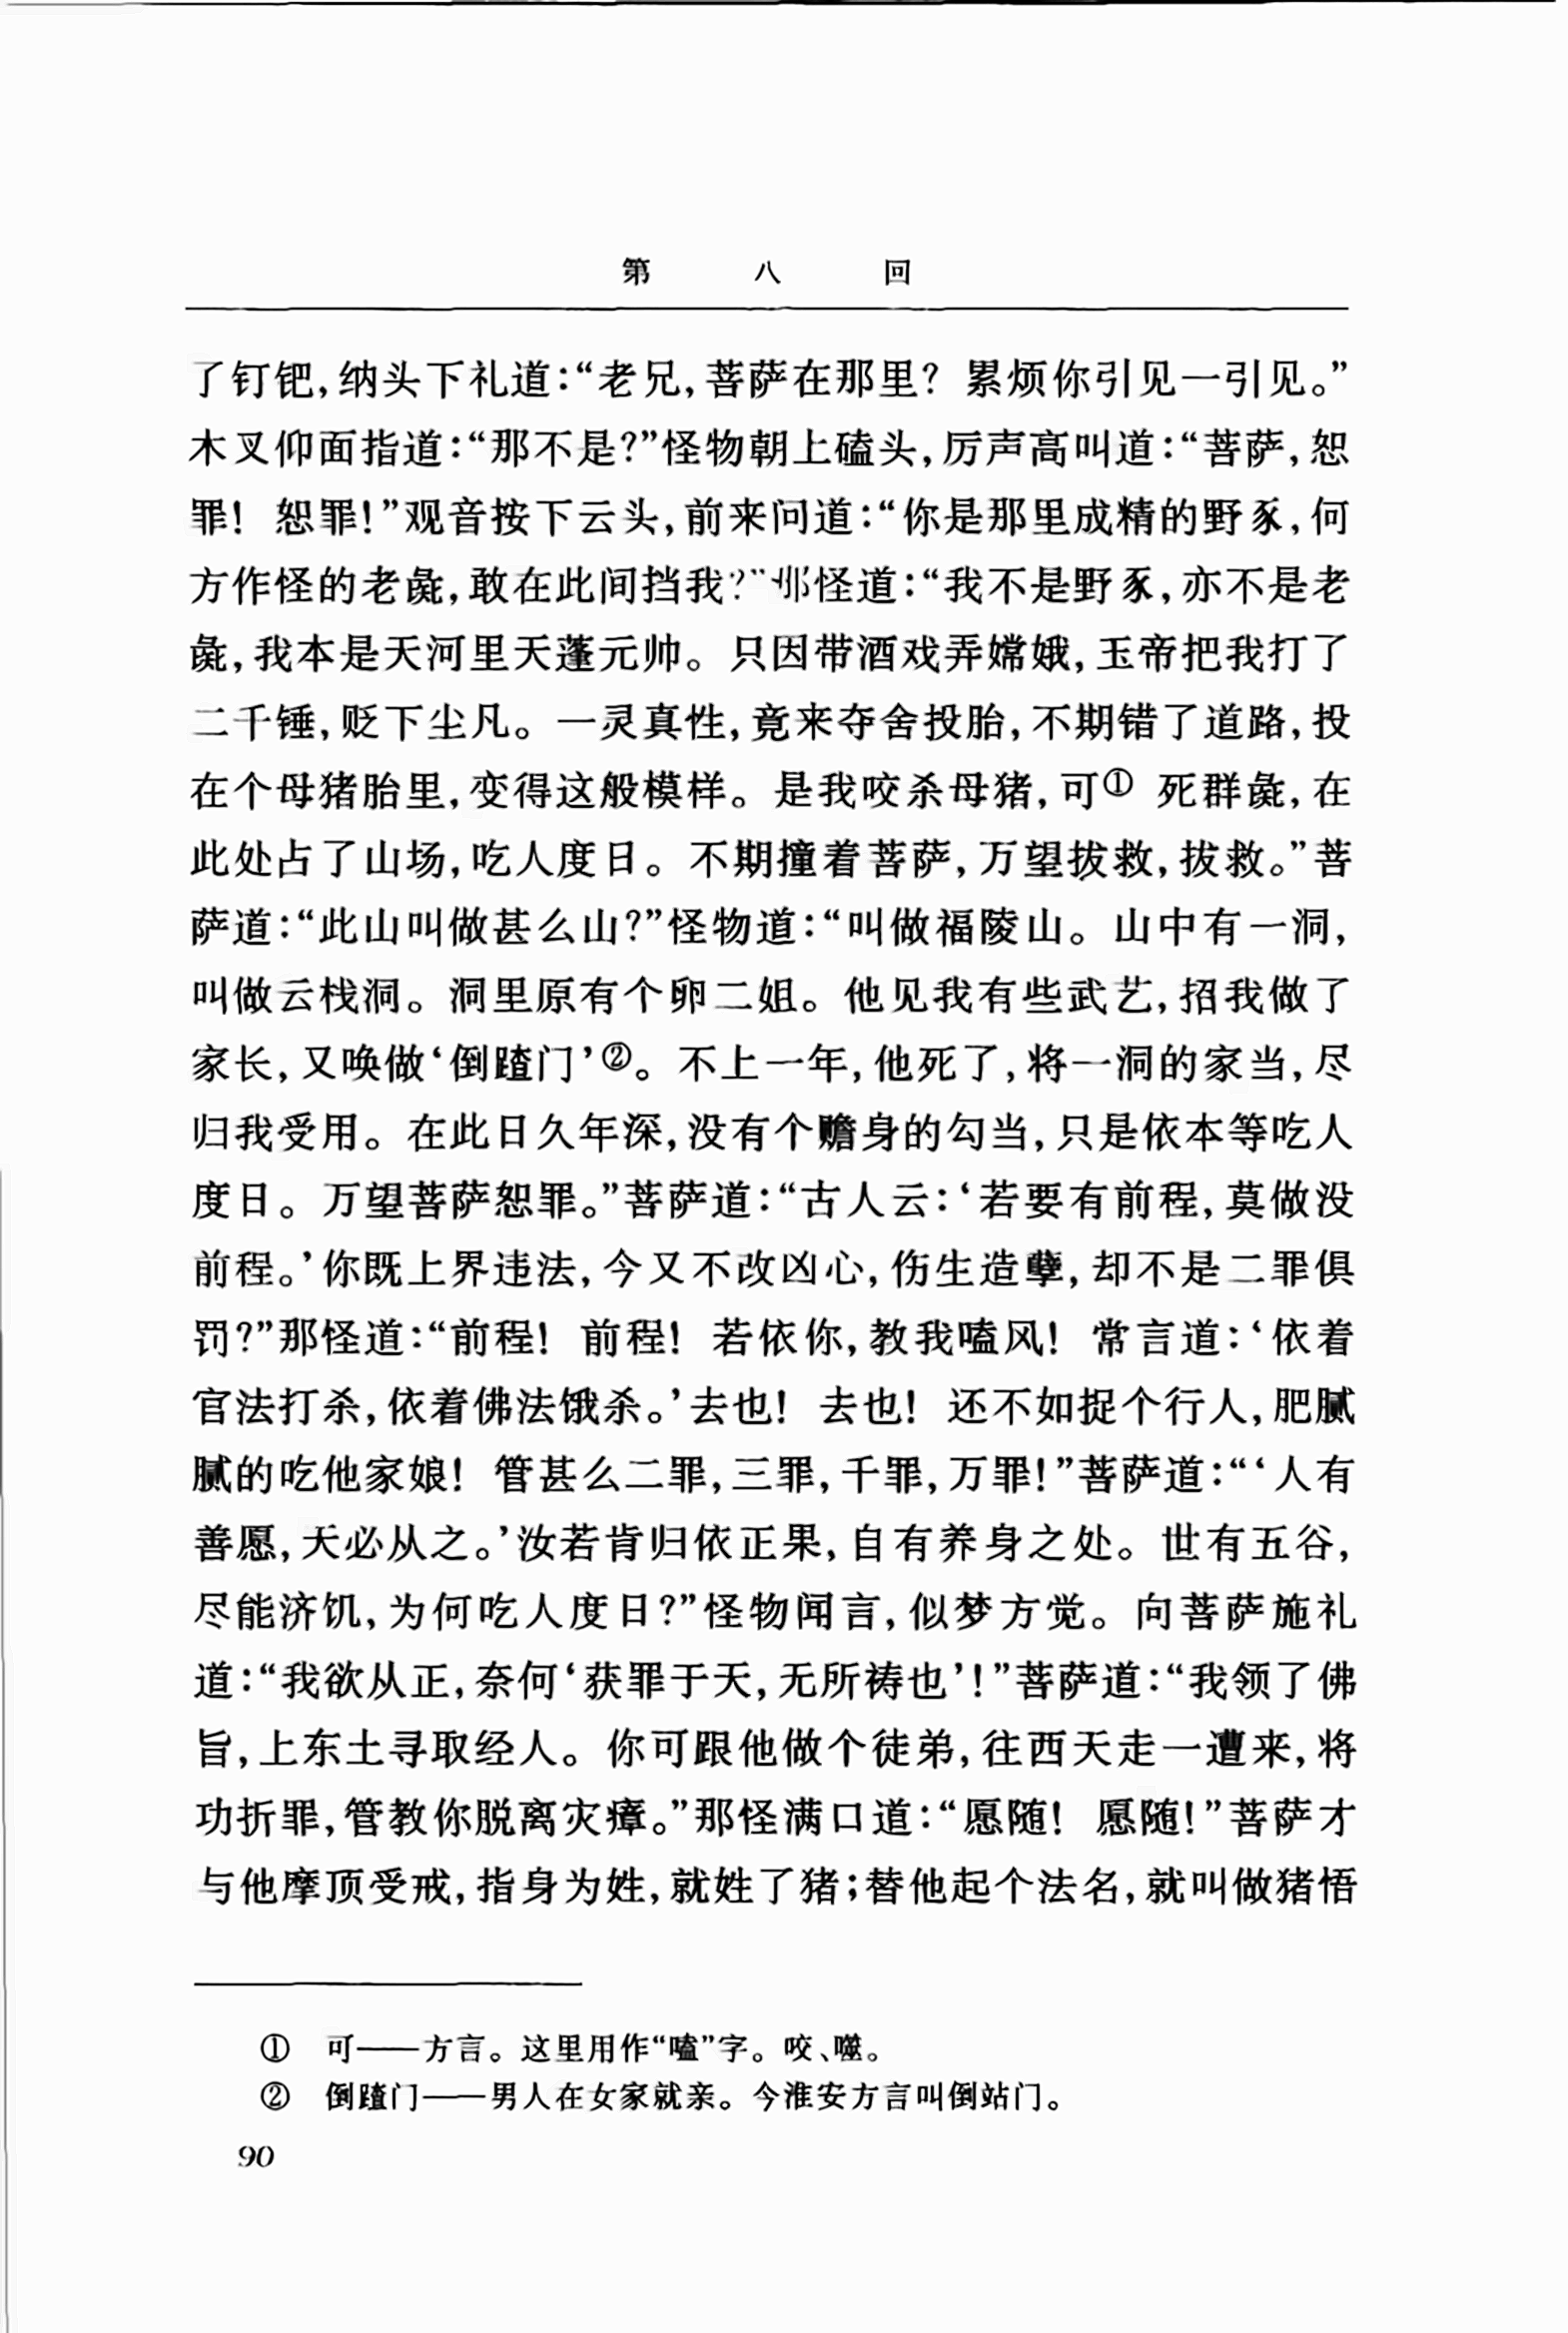 第八回
了钉钯,纳头下礼道:“老兄,菩萨在那里? 累烦你引见一引见。”
木叉仰面指道:“那不是?”怪物朝上磕头,厉声高叫道:“菩萨,恕
罪! 恕罪!”观音按下云头,前来问道:“你是那里成精的野豕,何
方作怪的老彘,敢在此间挡我?”那怪道:“我不是野豕,亦不是老
彘,我本是天河里天蓬元帅。只因带酒戏弄嫦娥,玉帝把我打了
二千锤,贬下尘凡。一灵真性,竟来夺舍投胎,不期错了道路,投
在个母猪胎里,变得这般模样。是我咬杀母猪,可① 死群彘,在
此处占了山场,吃人度日。不期撞着菩萨,万望拔救,拔救。”菩
萨道:“此山叫做甚么山?”怪物道:“叫做福陵山。山中有一洞,
叫做云栈洞。洞里原有个卵二姐。他见我有些武艺,招我做了
家长,又唤做‘倒蹅门’②。不上一年,他死了,将一洞的家当,尽
归我受用。在此日久年深,没有个赡身的勾当,只是依本等吃人
度日。万望菩萨恕罪。”菩萨道:“古人云:‘若要有前程,莫做没
前程。’你既上界违法,今又不改凶心,伤生造孽,却不是二罪俱
罚?”那怪道:“前程! 前程! 若依你,教我嗑风! 常言道:‘依着
官法打杀,依着佛法饿杀。’去也! 去也! 还不如捉个行人,肥腻
腻的吃他家娘! 管甚么二罪,三罪,千罪,万罪!”菩萨道:“‘人有
善愿,天必从之。’汝若肯归依正果,自有养身之处。世有五谷,
尽能济饥,为何吃人度日?”怪物闻言,似梦方觉。向菩萨施礼
道:“我欲从正,奈何‘获罪于天,无所祷也’!”菩萨道:“我领了佛
旨,上东土寻取经人。你可跟他做个徒弟,往西天走一遭来,将
功折罪,管教你脱离灾瘴。”那怪满口道:“愿随! 愿随!”菩萨才
与他摩顶受戒,指身为姓,就姓了猪;替他起个法名,就叫做猪悟
① 可——方言。这里用作“嗑”字。咬、噬。
② 倒蹅门——男人在女家就亲。今淮安方言叫倒站门。
90